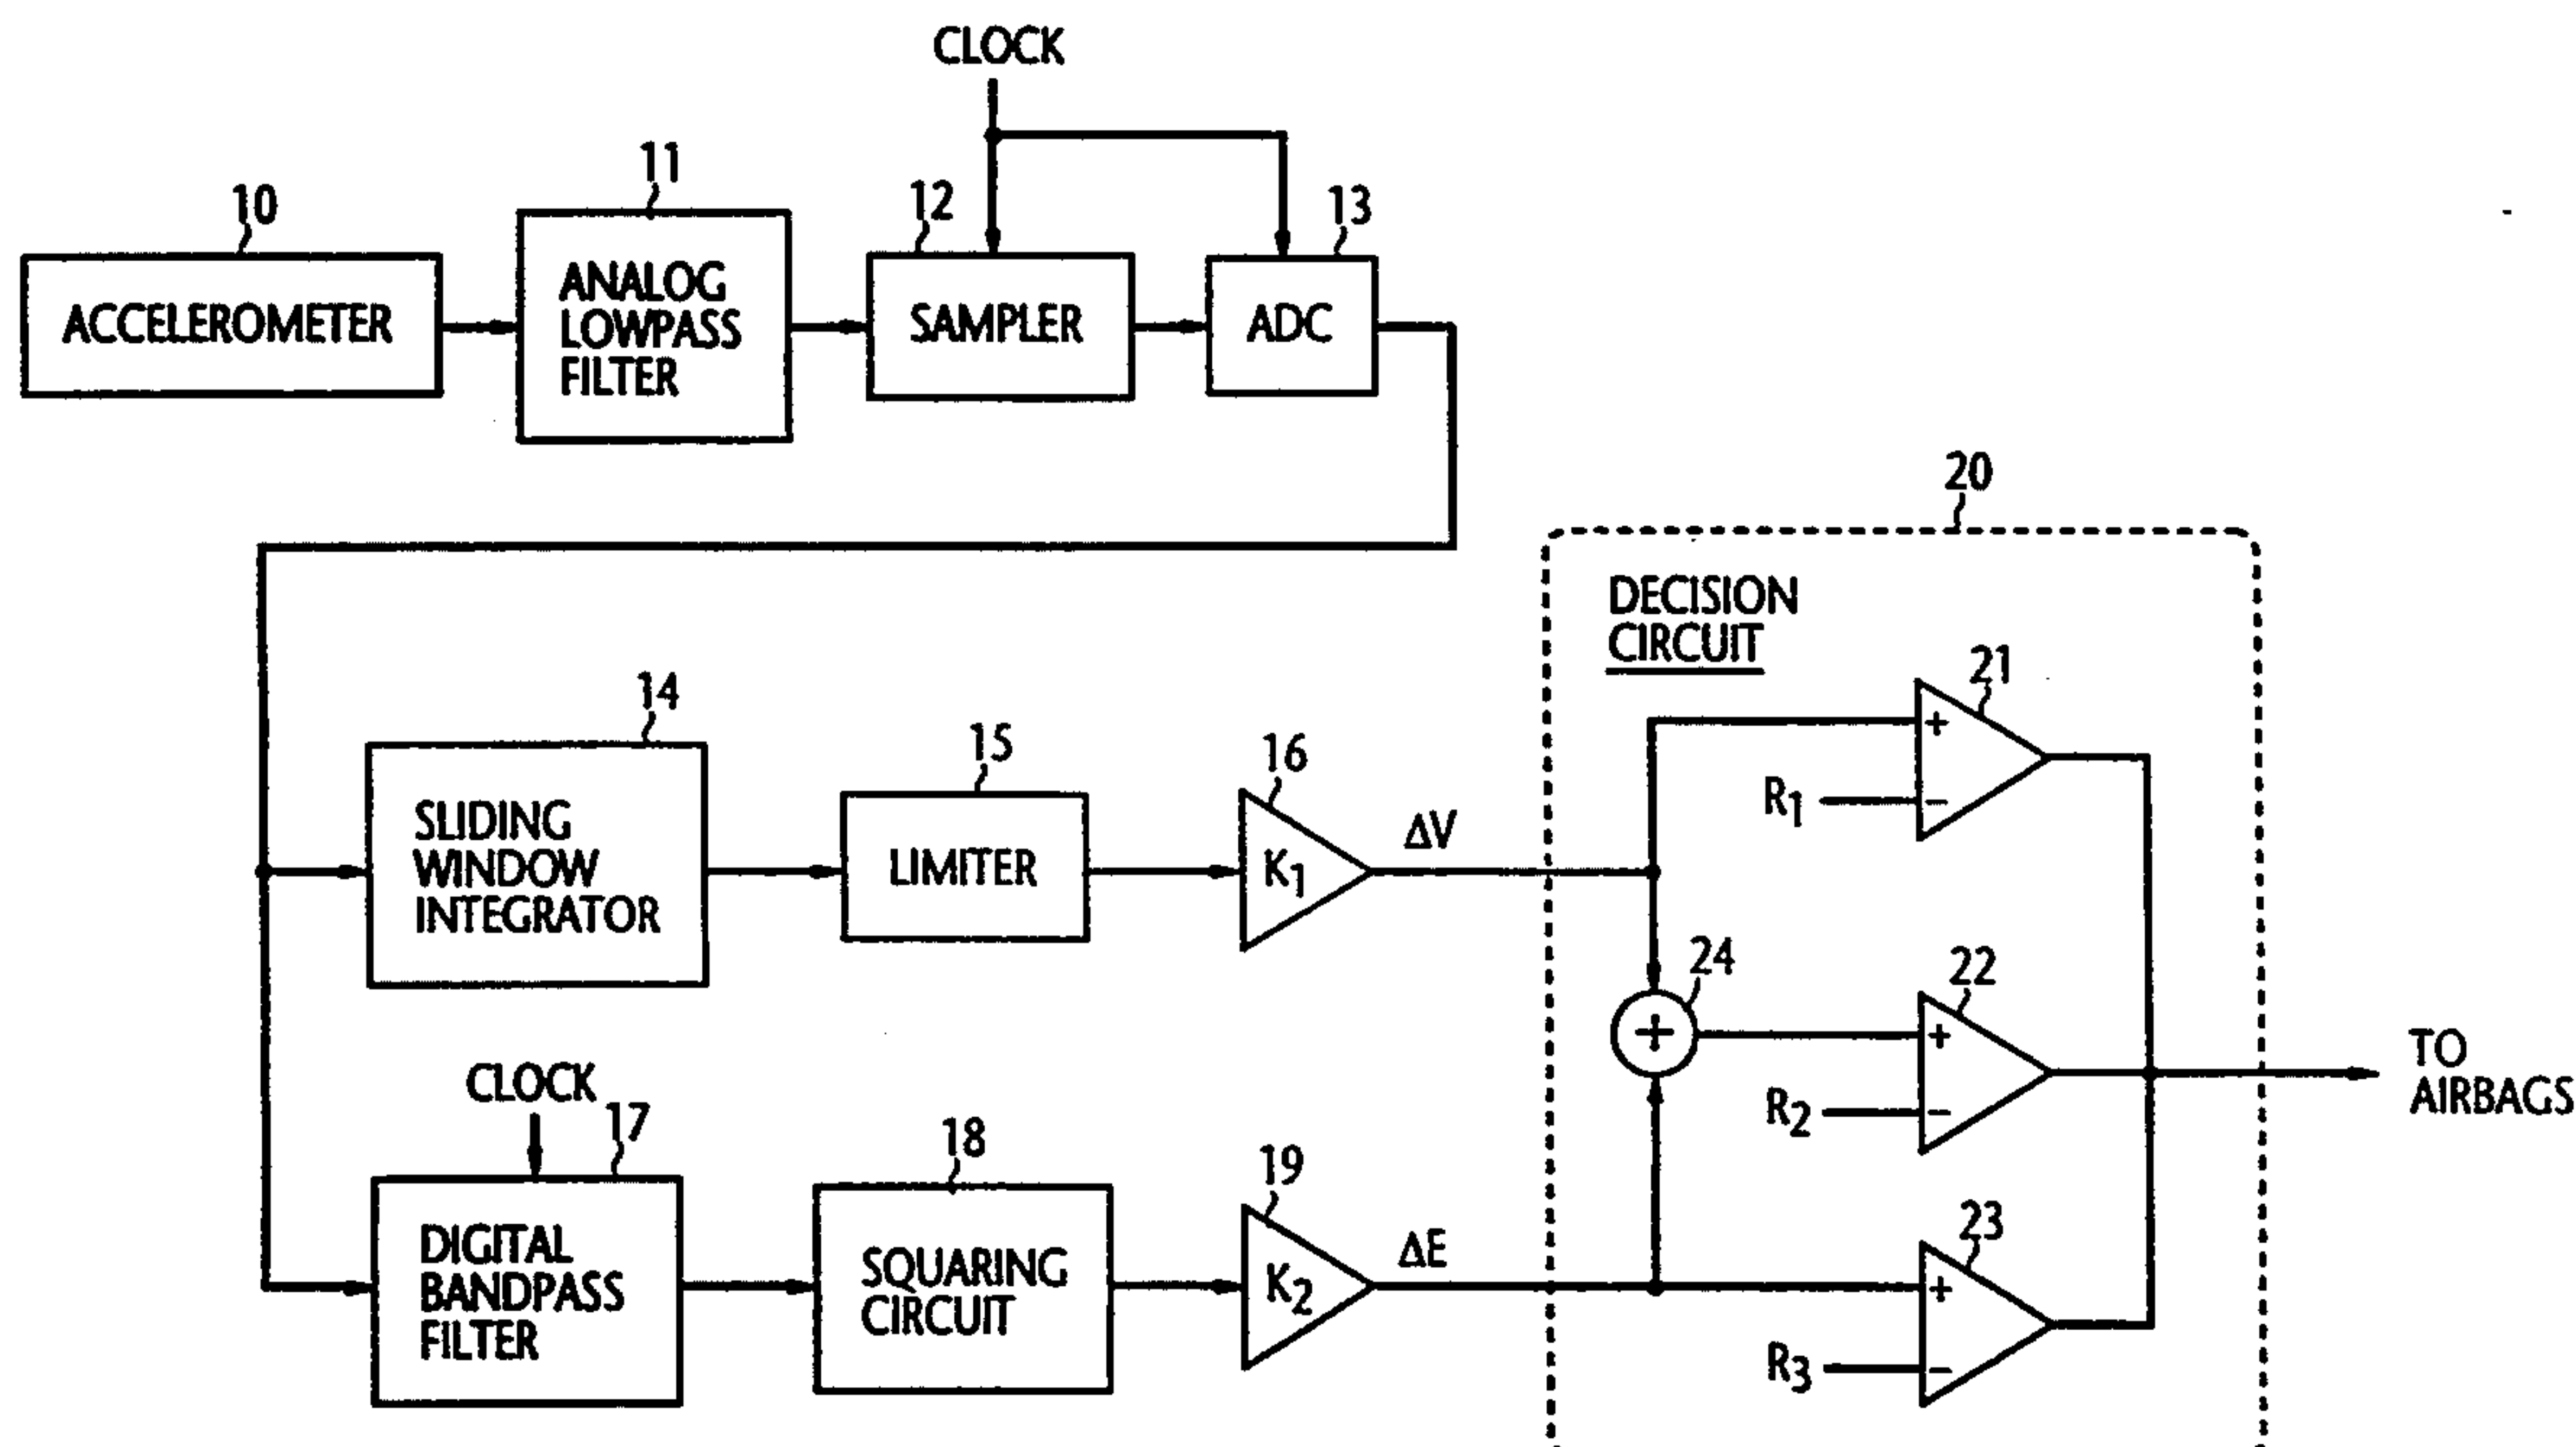 CLOCK
10
ACCELEROMETER
11
ANALOG
LOWPASS
FILTER
12
SAMPLER
13
ADC
14
SLIDING
WINDOW
INTEGRATOR
15
LIMITER
16
K1
ΔV
CLOCK
17
DIGITAL
BANDPASS
FILTER
18
SQUARING
CIRCUIT
19
K2
ΔE
20
DECISION
CIRCUIT
21
+
R1 −
24
+
22
+
R2 −
23
+
R3 −
TO
AIRBAGS